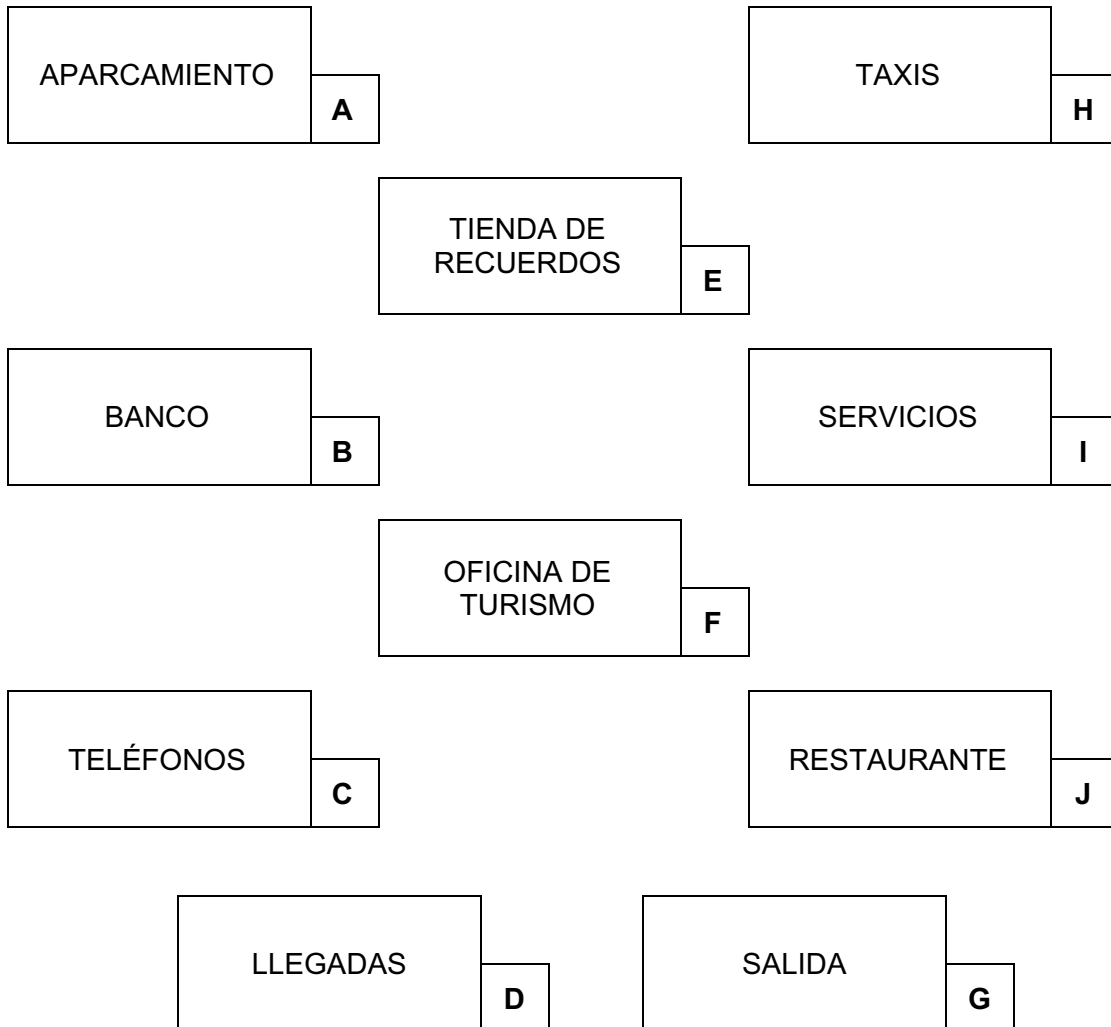 APARCAMIENTO
A
TAXIS
H
TIENDA DE
RECUERDOS
E
BANCO
B
SERVICIOS
I
OFICINA DE
TURISMO
F
TELÉFONOS
C
RESTAURANTE
J
LLEGADAS
D
SALIDA
G